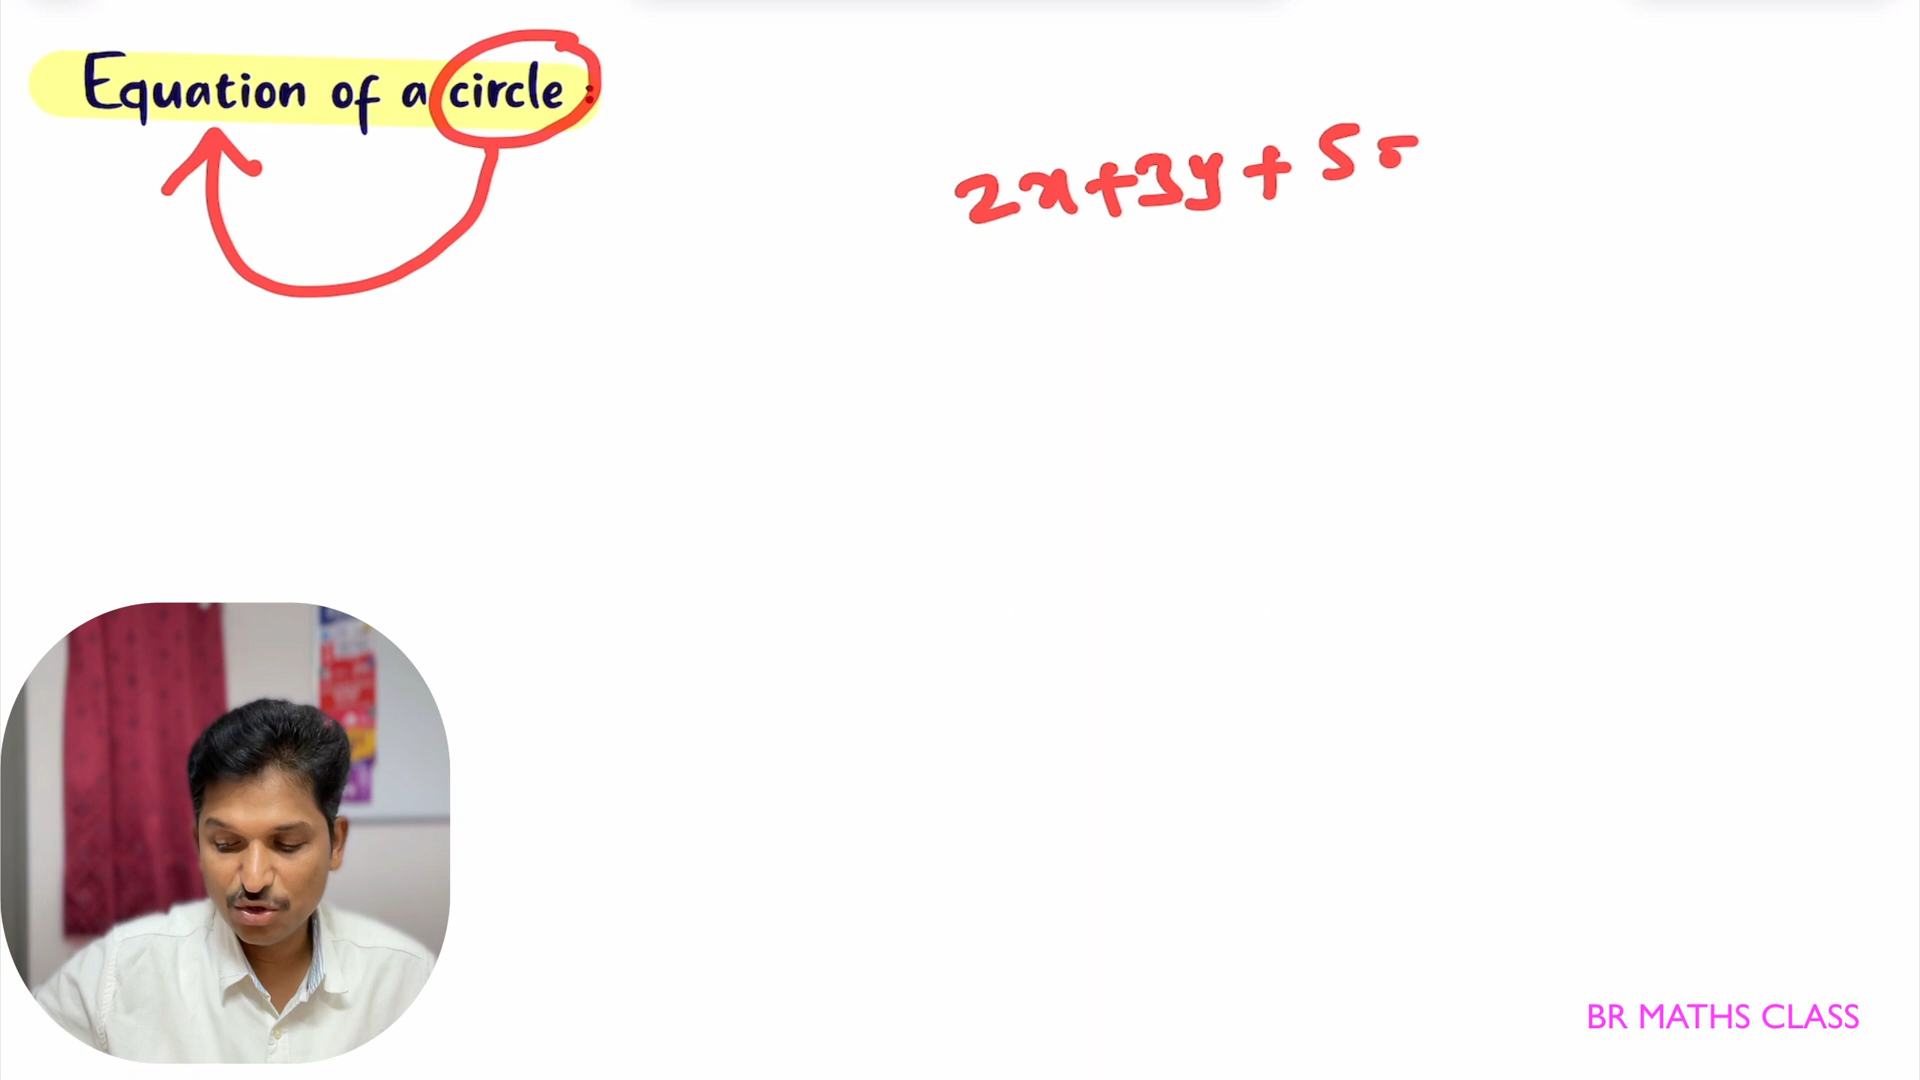 Equation of a circle :
2x+3y+5=
BR MATHS CLASS